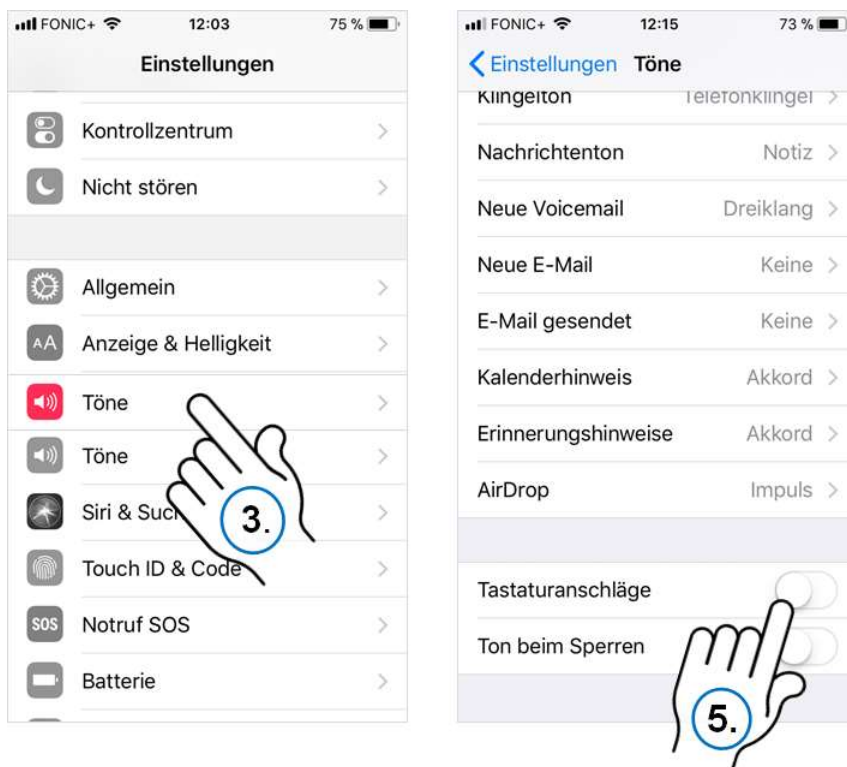 FONIC+ 12:03 75 %
Einstellungen
Kontrollzentrum
Nicht stören
Allgemein
AA Anzeige & Helligkeit
Töne
Töne
Siri & Suc
3.
Touch ID & Code
SOS Notruf SOS
Batterie
FONIC+ 12:15 73 %
Einstellungen Töne
Klingelton Telefonklingel
Nachrichtenton Notiz
Neue Voicemail Dreiklang
Neue E-Mail Keine
E-Mail gesendet Keine
Kalenderhinweis Akkord
Erinnerungshinweise Akkord
AirDrop Impuls
Tastaturanschläge
Ton beim Sperren
5.